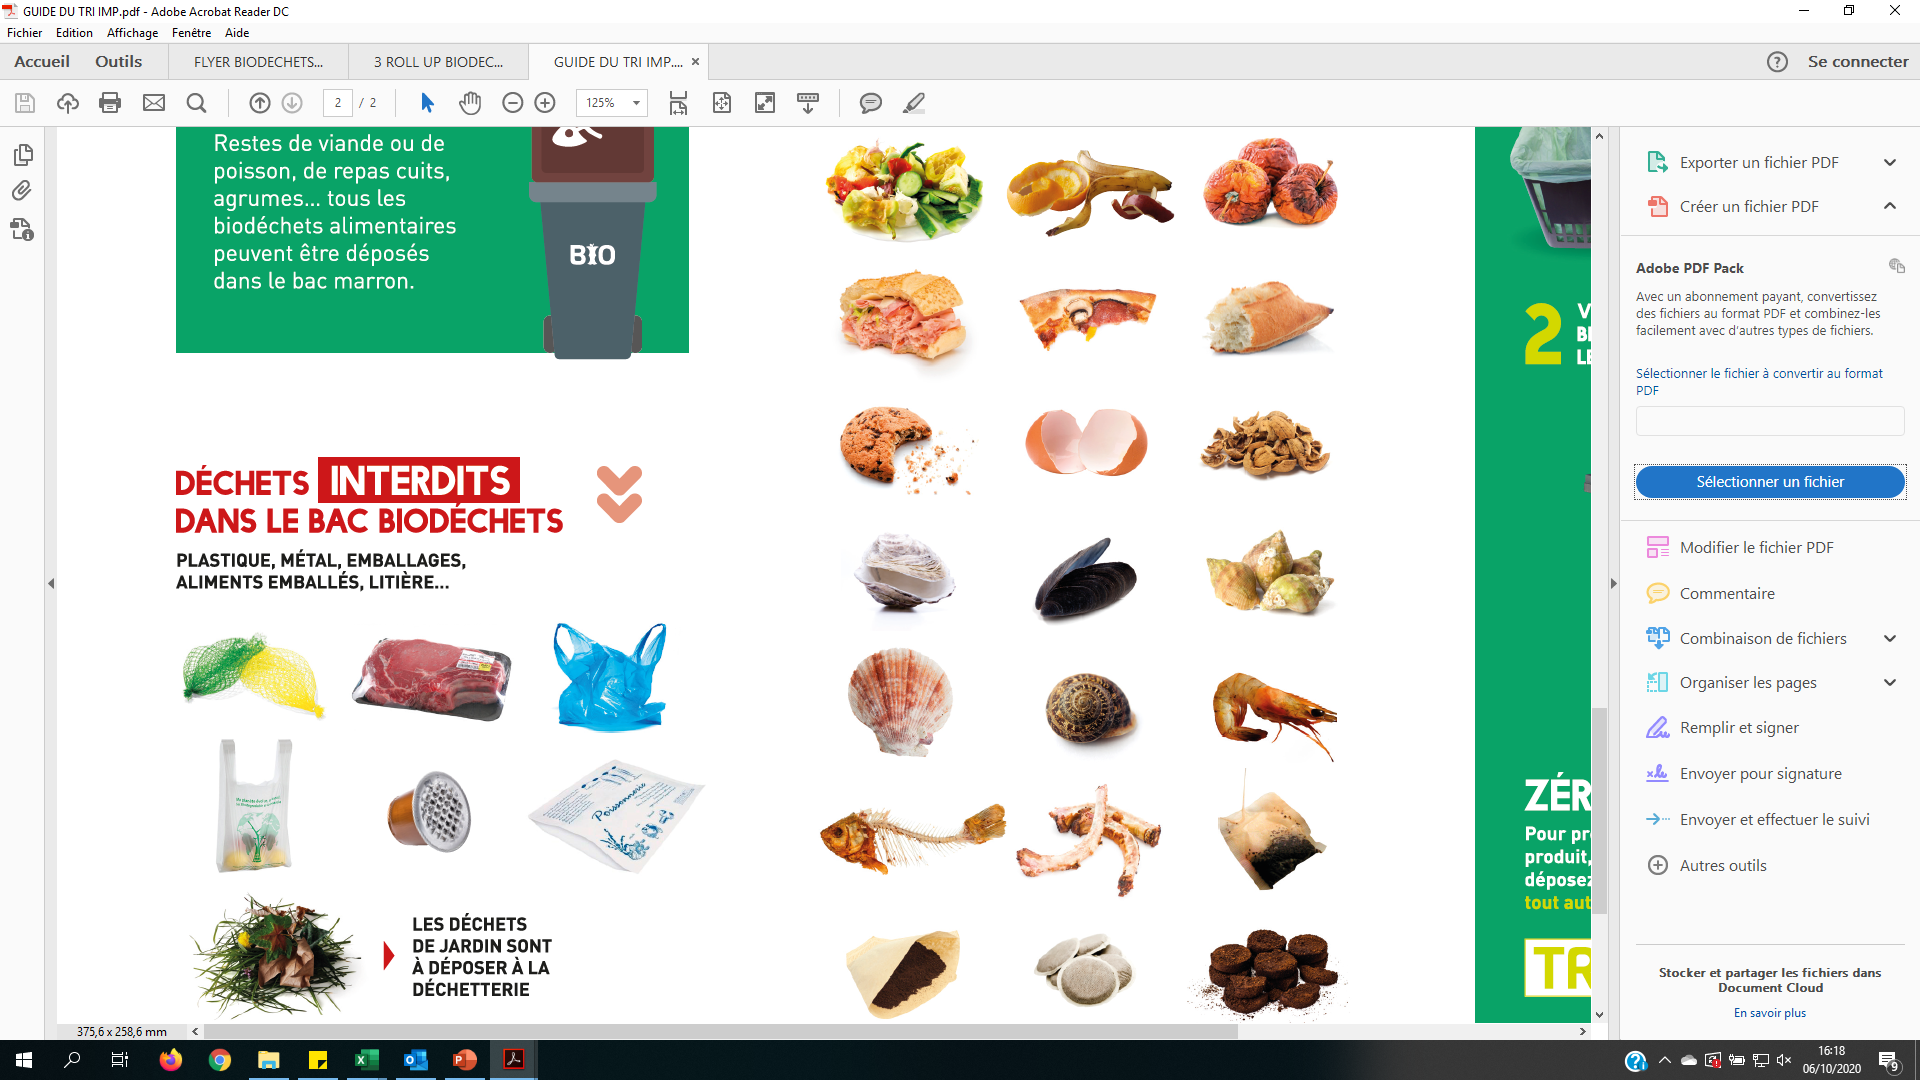 GUIDE DU TRI IMP.pdf - Adobe Acrobat Reader DC
Fichier Edition Affichage Fenêtre Aide
Accueil Outils FLYER BIODECHETS... 3 ROLL UP BIODEC... GUIDE DU TRI IMP.... × Se connecter
2 / 2 125%
Restes de viande ou de
poisson, de repas cuits,
agrumes... tous les
biodéchets alimentaires
peuvent être déposés
dans le bac marron.
BIO
DÉCHETS INTERDITS
DANS LE BAC BIODÉCHETS
PLASTIQUE, MÉTAL, EMBALLAGES,
ALIMENTS EMBALLÉS, LITIÈRE...
Poissonnerie
LES DÉCHETS
DE JARDIN SONT
À DÉPOSER À LA
DÉCHETTERIE
2 V
BI
LE
ZÉR
Pour pr
produit,
déposez
tout aut
TR
375,6 x 258,6 mm
Exporter un fichier PDF
Créer un fichier PDF
Adobe PDF Pack
Avec un abonnement payant, convertissez
des fichiers au format PDF et combinez-les
facilement avec d'autres types de fichiers.
Sélectionner le fichier à convertir au format
PDF
Sélectionner un fichier
Modifier le fichier PDF
Commentaire
Combinaison de fichiers
Organiser les pages
Remplir et signer
Envoyer pour signature
Envoyer et effectuer le suivi
Autres outils
Stocker et partager les fichiers dans
Document Cloud
En savoir plus
16:18
06/10/2020
9